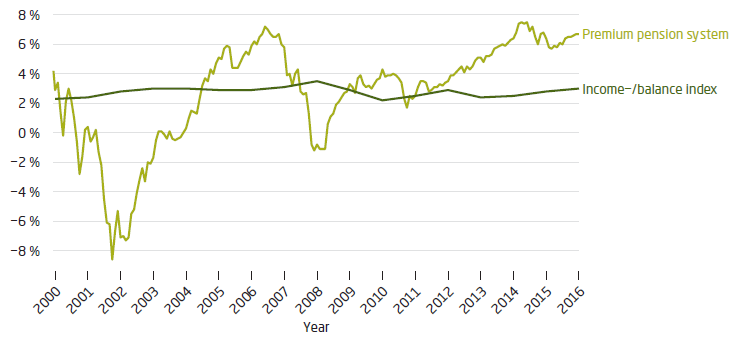 8 %
6 %
4 %
2 %
0 %
−2 %
−4 %
−6 %
−8 %
Premium pension system
Income-/balance index
2000 2001 2002 2003 2004 2005 2006 2007 2008 2009 2010 2011 2012 2013 2014 2015 2016
Year